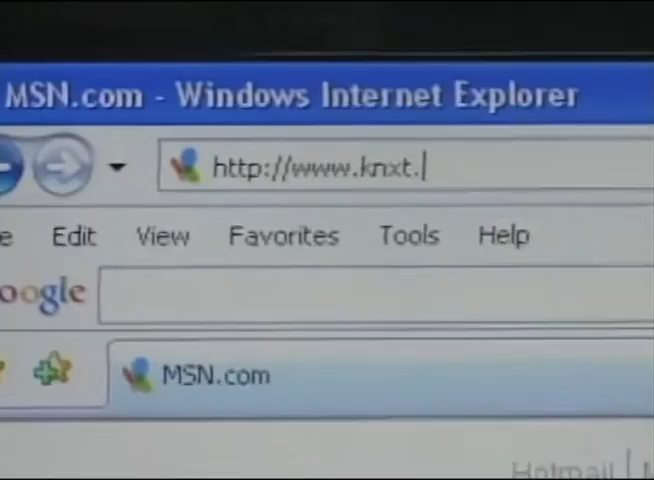 MSN.com - Windows Internet Explorer
http://www.knxt.
e Edit View Favorites Tools Help
oogle
MSN.com
Hotmail